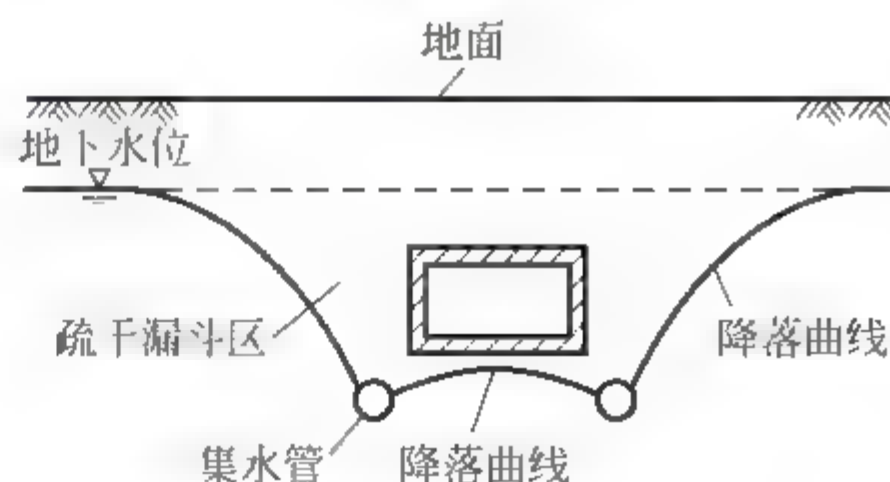 地面
地下水位
疏干漏斗区
降落曲线
集水管
降落曲线